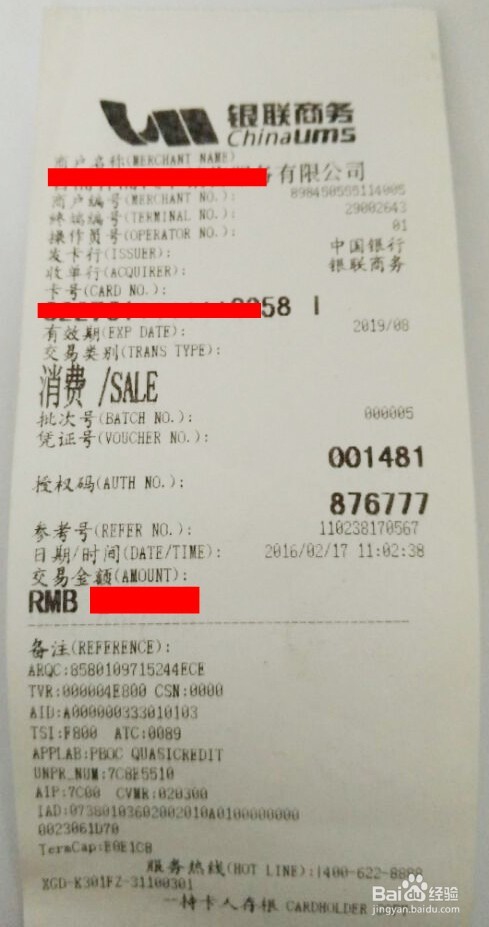 银联商务
Chinaums
商户名称(MERCHANT NAME)
有限公司
商户编号(MERCHANT NO.): 898450555114005
终端编号(TERMINAL NO.): 29002643
操作员号(OPERATOR NO.): 01
发卡行(ISSUER): 中国银行
收单行(ACQUIRER): 银联商务
卡号(CARD NO.):
058 I
有效期(EXP DATE): 2019/08
交易类别(TRANS TYPE):
消费 /SALE
批次号(BATCH NO.): 000005
凭证号(VOUCHER NO.):
001481
授权码(AUTH NO.):
876777
参考号(REFER NO.): 110238170567
日期/时间(DATE/TIME): 2016/02/17 11:02:38
交易金额(AMOUNT):
RMB
备注(REFERENCE):
ARQC:8580109715244ECE
TVR:000004E800 CSN:0000
AID:A000000333010103
TSI:F800 ATC:0089
APPLAB:PBOC QUASICREDIT
UNPR_NUM:7C8E5510
AIP:7C00 CVMR:020300
IAD:07380103602002010A0100000000
0023061D70
TermCap:E0E1C8
服务热线(HOT LINE):1400-622-8888
XGD-K301FZ-31100301
--持卡人存根 CARDHOLDER
Baidu经验
jingyan.baidu.com